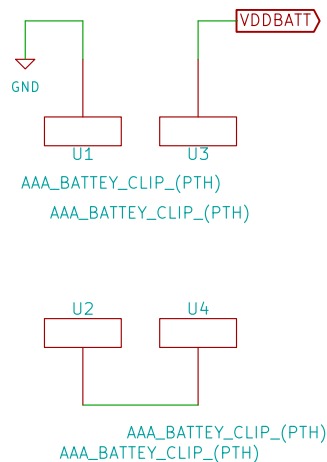 VDDBATT
GND
U1
U3
AAA_BATTEY_CLIP_(PTH)
AAA_BATTEY_CLIP_(PTH)
U2
U4
AAA_BATTEY_CLIP_(PTH)
AAA_BATTEY_CLIP_(PTH)